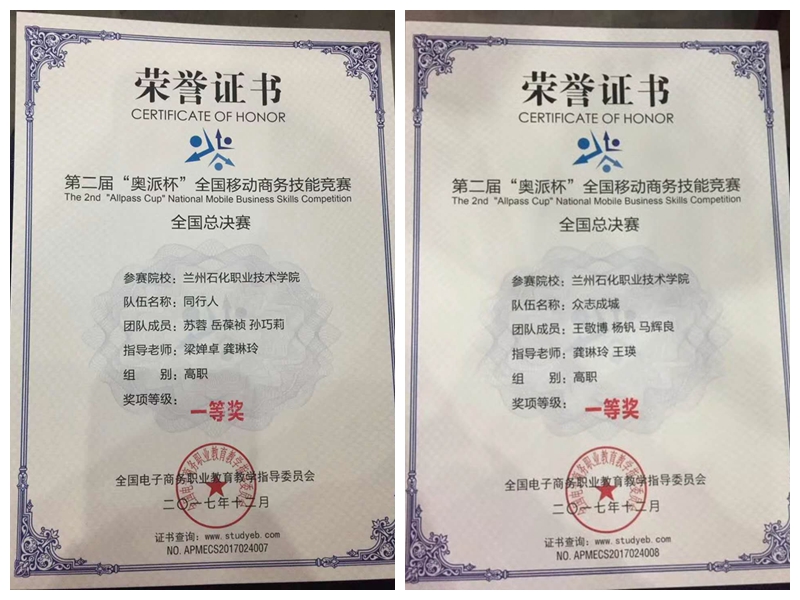 荣誉证书
CERTIFICATE OF HONOR
第二届“奥派杯”全国移动商务技能竞赛
The 2nd "Allpass Cup" National Mobile Business Skills Competition
全国总决赛
参赛院校：兰州石化职业技术学院
队伍名称：同行人
团队成员：苏蓉 岳葆祯 孙巧莉
指导老师：梁婵卓 龚琳玲
组 别：高职
奖项等级：
一等奖
全国电子商务职业教育教学指导委员会
二〇一七年十二月
证书查询：www.studyeb.com
NO. APMECS2017024007
荣誉证书
CERTIFICATE OF HONOR
第二届“奥派杯”全国移动商务技能竞赛
The 2nd "Allpass Cup" National Mobile Business Skills Competition
全国总决赛
参赛院校：兰州石化职业技术学院
队伍名称：众志成城
团队成员：王敬博 杨钒 马辉良
指导老师：龚琳玲 王瑛
组 别：高职
奖项等级：
一等奖
全国电子商务职业教育教学指导委员会
二〇一七年十二月
证书查询：www.studyeb.com
NO. APMECS2017024008